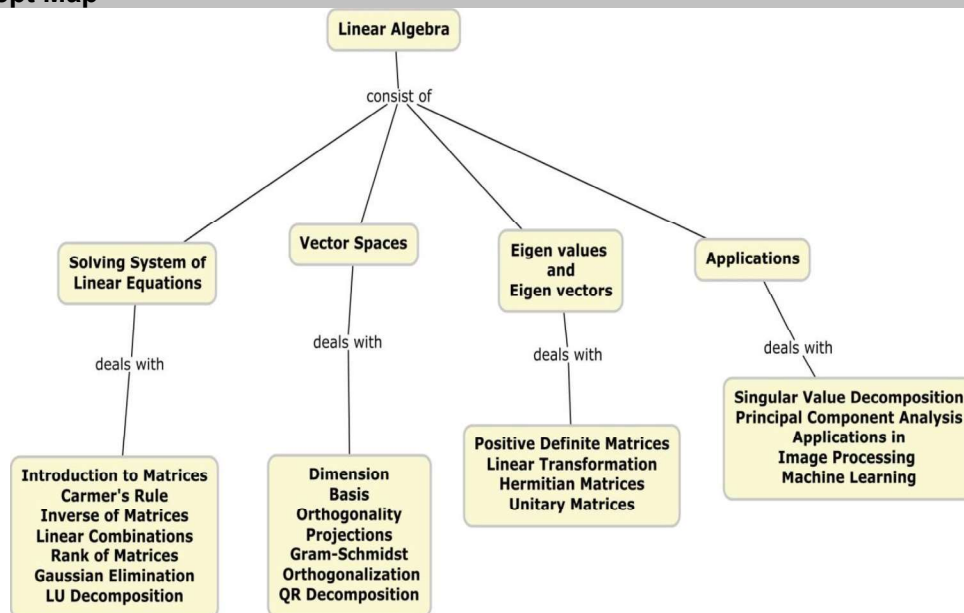 Linear Algebra
consist of
Solving System of
Linear Equations
Vector Spaces
Eigen values
and
Eigen vectors
Applications
deals with
deals with
deals with
deals with
Introduction to Matrices
Carmer's Rule
Inverse of Matrices
Linear Combinations
Rank of Matrices
Gaussian Elimination
LU Decomposition
Dimension
Basis
Orthogonality
Projections
Gram-Schmidst
Orthogonalization
QR Decomposition
Positive Definite Matrices
Linear Transformation
Hermitian Matrices
Unitary Matrices
Singular Value Decomposition
Principal Component Analysis
Applications in
Image Processing
Machine Learning